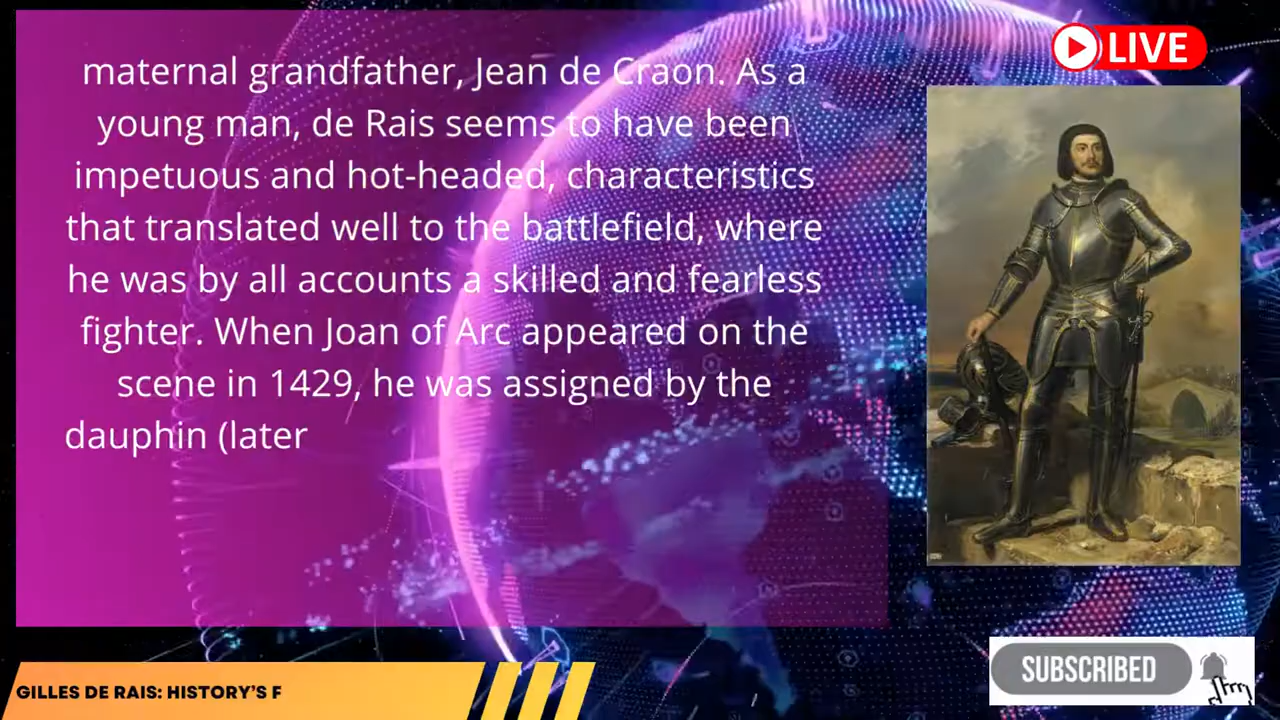 maternal grandfather, Jean de Craon. As a
young man, de Rais seems to have been
impetuous and hot-headed, characteristics
that translated well to the battlefield, where
he was by all accounts a skilled and fearless
fighter. When Joan of Arc appeared on the
scene in 1429, he was assigned by the
dauphin (later
LIVE
GILLES DE RAIS: HISTORY'S F
SUBSCRIBED